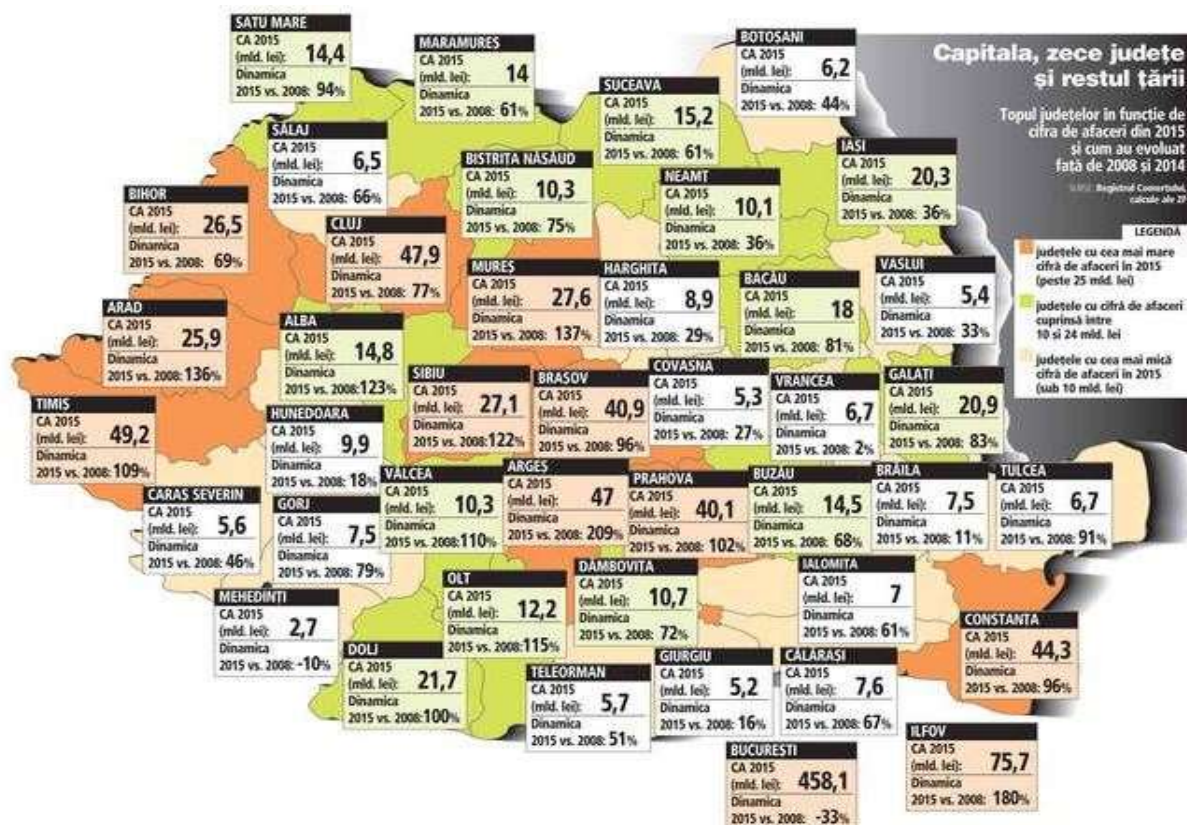 Capitala, zece județe
și restul țării
Topul județelor în funcție de
cifra de afaceri din 2015
și cum au evoluat
față de 2008 și 2014
Registrul Comerțului,
calcule ale ZF
LEGENDĂ
județele cu cea mai mare
cifră de afaceri în 2015
(peste 25 mld. lei)
județele cu cifră de afaceri
cuprinsă între
10 si 24 mld. lei
județele cu cea mai mică
cifră de afaceri în 2015
(sub 10 mld. lei)
SATU MARE
CA 2015
(mld. lei): 14,4
Dinamica
2015 vs. 2008: 94%
MARAMUREȘ
CA 2015
(mld. lei): 14
Dinamica
2015 vs. 2008: 61%
BOTOSANI
CA 2015
(mld. lei): 6,2
Dinamica
2015 vs. 2008: 44%
SUCEAVA
CA 2015
(mld. lei): 15,2
Dinamica
2015 vs. 2008: 61%
SĂLAJ
CA 2015
(mld. lei): 6,5
Dinamica
2015 vs. 2008: 66%
BISTRIȚA NĂSĂUD
CA 2015
(mld. lei): 10,3
Dinamica
2015 vs. 2008: 75%
NEAMȚ
CA 2015
(mld. lei): 10,1
Dinamica
2015 vs. 2008: 36%
IAȘI
CA 2015
(mld. lei): 20,3
Dinamica
2015 vs. 2008: 36%
BIHOR
CA 2015
(mld. lei): 26,5
Dinamica
2015 vs. 2008: 69%
CLUJ
CA 2015
(mld. lei): 47,9
Dinamica
2015 vs. 2008: 77%
MUREȘ
CA 2015
(mld. lei): 27,6
Dinamica
2015 vs. 2008: 137%
HARGHITA
CA 2015
(mld. lei): 8,9
Dinamica
2015 vs. 2008: 29%
BACĂU
CA 2015
(mld. lei): 18
Dinamica
2015 vs. 2008: 81%
VASLUI
CA 2015
(mld. lei): 5,4
Dinamica
2015 vs. 2008: 33%
ARAD
CA 2015
(mld. lei): 25,9
Dinamica
2015 vs. 2008: 136%
ALBA
CA 2015
(mld. lei): 14,8
Dinamica
2015 vs. 2008: 123%
SIBIU
CA 2015
(mld. lei): 27,1
Dinamica
2015 vs. 2008: 122%
BRASOV
CA 2015
(mld. lei): 40,9
Dinamica
2015 vs. 2008: 96%
COVASNA
CA 2015
(mld. lei): 5,3
Dinamica
2015 vs. 2008: 27%
VRANCEA
CA 2015
(mld. lei): 6,7
Dinamica
2015 vs. 2008: 2%
GALAȚI
CA 2015
(mld. lei): 20,9
Dinamica
2015 vs. 2008: 83%
TIMIȘ
CA 2015
(mld. lei): 49,2
Dinamica
2015 vs. 2008: 109%
HUNEDOARA
CA 2015
(mld. lei): 9,9
Dinamica
2015 vs. 2008: 18%
VÂLCEA
CA 2015
(mld. lei): 10,3
Dinamica
2015 vs. 2008: 110%
ARGEȘ
CA 2015
(mld. lei): 47
Dinamica
2015 vs. 2008: 209%
PRAHOVA
CA 2015
(mld. lei): 40,1
Dinamica
2015 vs. 2008: 102%
BUZĂU
CA 2015
(mld. lei): 14,5
Dinamica
2015 vs. 2008: 68%
BRĂILA
CA 2015
(mld. lei): 7,5
Dinamica
2015 vs. 2008: 11%
TULCEA
CA 2015
(mld. lei): 6,7
Dinamica
2015 vs. 2008: 91%
CARAS SEVERIN
CA 2015
(mld. lei): 5,6
Dinamica
2015 vs. 2008: 46%
GORJ
CA 2015
(mld. lei): 7,5
Dinamica
2015 vs. 2008: 79%
MEHEDINȚI
CA 2015
(mld. lei): 2,7
Dinamica
2015 vs. 2008: -10%
OLT
CA 2015
(mld. lei): 12,2
Dinamica
2015 vs. 2008: 115%
DÂMBOVIȚA
CA 2015
(mld. lei): 10,7
Dinamica
2015 vs. 2008: 72%
IALOMIȚA
CA 2015
(mld. lei): 7
Dinamica
2015 vs. 2008: 61%
CONSTANȚA
CA 2015
(mld. lei): 44,3
Dinamica
2015 vs. 2008: 96%
DOLJ
CA 2015
(mld. lei): 21,7
Dinamica
2015 vs. 2008: 100%
TELEORMAN
CA 2015
(mld. lei): 5,7
Dinamica
2015 vs. 2008: 51%
GIURGIU
CA 2015
(mld. lei): 5,2
Dinamica
2015 vs. 2008: 16%
CĂLĂRAȘI
CA 2015
(mld. lei): 7,6
Dinamica
2015 vs. 2008: 67%
BUCUREȘTI
CA 2015
(mld. lei): 458,1
Dinamica
2015 vs. 2008: -33%
ILFOV
CA 2015
(mld. lei): 75,7
Dinamica
2015 vs. 2008: 180%